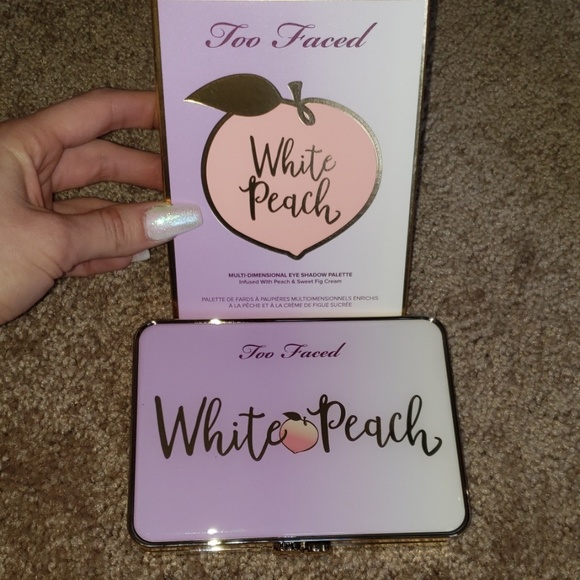 Too Faced
White
Peach
MULTI-DIMENSIONAL EYE SHADOW PALETTE
Infused With Peach & Sweet Fig Cream
PALETTE DE FARDS À PAUPIÈRES MULTIDIMENSIONNELS ENRICHIS
À LA PÊCHE ET À LA CRÈME DE FIGUE SUCRÉE
Too Faced
White Peach